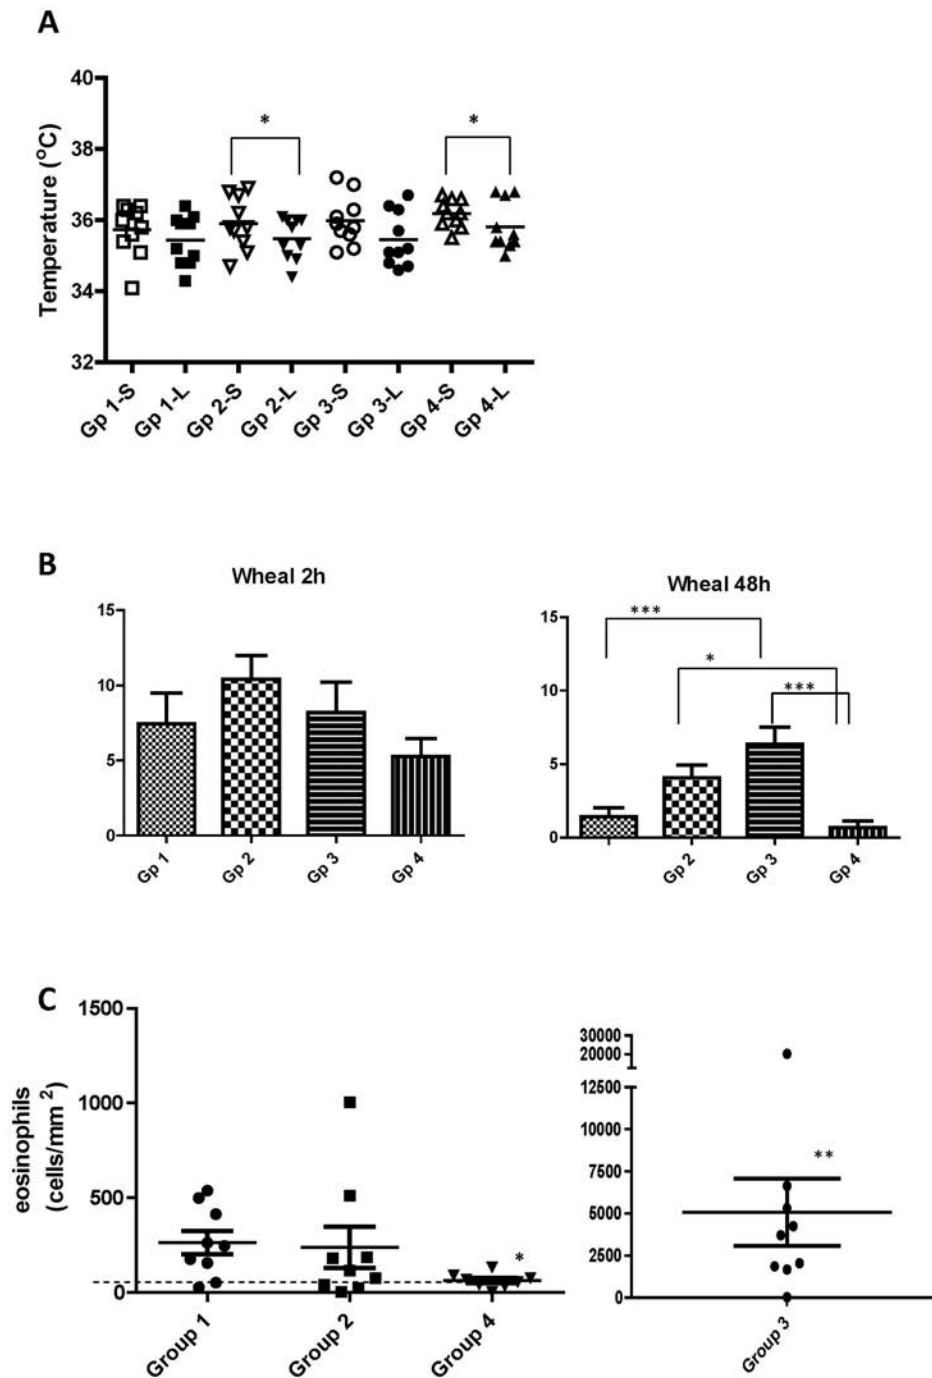 A
Temperature (°C)
40
38
36
34
32
*
*
Gp 1-S
Gp 1-L
Gp 2-S
Gp 2-L
Gp 3-S
Gp 3-L
Gp 4-S
Gp 4-L
B
Wheal 2h
15
10
5
0
Gp 1
Gp 2
Gp 3
Gp 4
Wheal 48h
15
10
5
0
***
*
***
Gp 2
Gp 3
Gp 4
C
eosinophils
(cells/mm 2)
1500
1000
500
0
*
Group 1
Group 2
Group 4
30000
20000
12500
10000
7500
5000
2500
0
**
Group 3